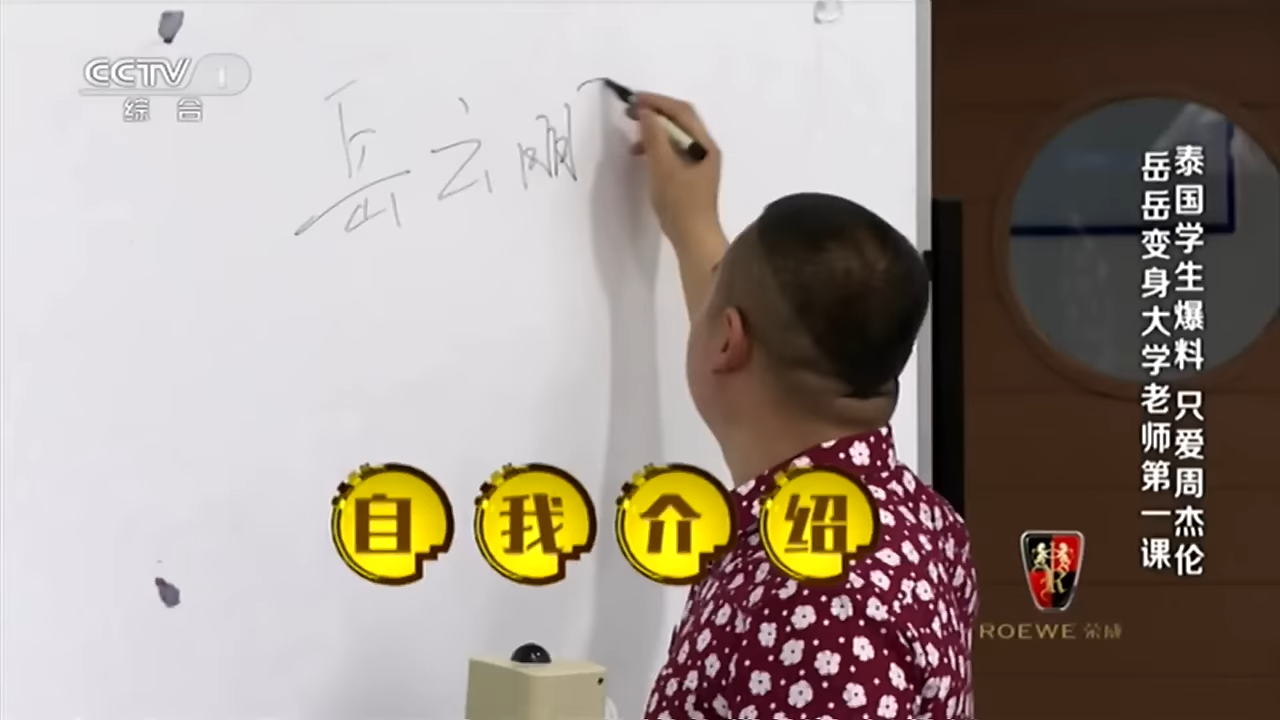 CCTV 1
综合
岳云朋
泰国学生爆料 只爱周杰伦
岳岳变身大学老师第一课
自我介绍
ROEWE 荣威